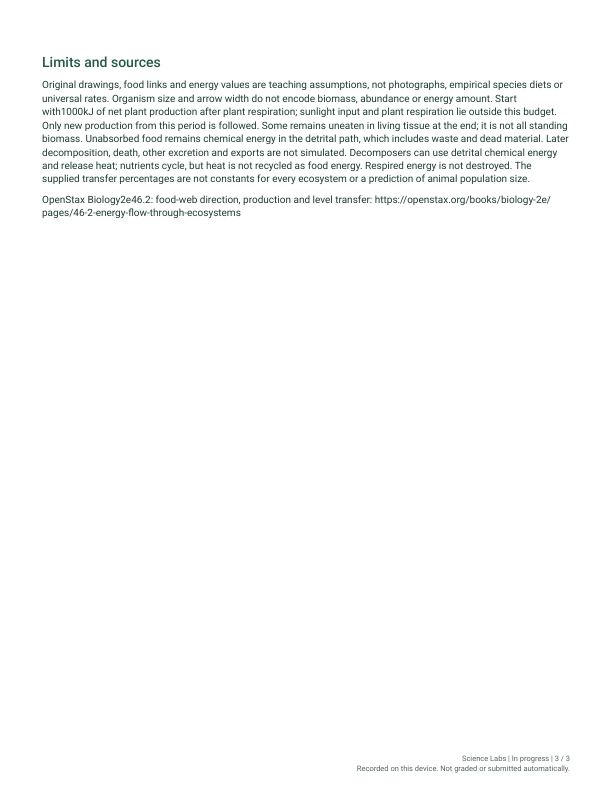 Limits and sources
Original drawings, food links and energy values are teaching assumptions, not photographs, empirical species diets or
universal rates. Organism size and arrow width do not encode biomass, abundance or energy amount. Start
with1000kJ of net plant production after plant respiration; sunlight input and plant respiration lie outside this budget.
Only new production from this period is followed. Some remains uneaten in living tissue at the end; it is not all standing
biomass. Unabsorbed food remains chemical energy in the detrital path, which includes waste and dead material. Later
decomposition, death, other excretion and exports are not simulated. Decomposers can use detrital chemical energy
and release heat; nutrients cycle, but heat is not recycled as food energy. Respired energy is not destroyed. The
supplied transfer percentages are not constants for every ecosystem or a prediction of animal population size.
OpenStax Biology2e46.2: food-web direction, production and level transfer: https://openstax.org/books/biology-2e/
pages/46-2-energy-flow-through-ecosystems
Science Labs | In progress | 3 / 3
Recorded on this device. Not graded or submitted automatically.